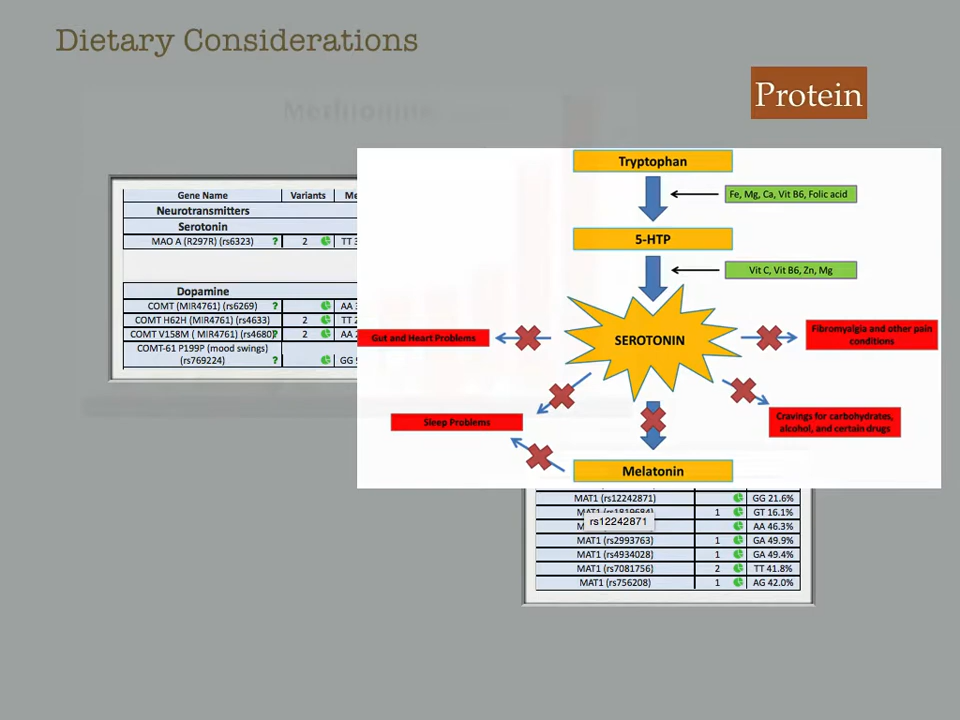 Dietary Considerations
Protein
Gene Name Variants
Neurotransmitters
Serotonin
MAO A (R297R) (rs6323) ? 2 TT
Dopamine
COMT (MIR4761) (rs6269) ? AA
COMT H62H (MIR4761) (rs4633) 2 TT
COMT V158M ( MIR4761) (rs4680)? 2 AA
COMT-61 P199P (mood swings)
(rs769224) ? GG
Tryptophan
Fe, Mg, Ca, Vit B6, Folic acid
5-HTP
Vit C, Vit B6, Zn, Mg
SEROTONIN
Gut and Heart Problems
Fibromyalgia and other pain
conditions
Sleep Problems
Cravings for carbohydrates,
alcohol, and certain drugs
Melatonin
MAT1 (rs12242871) GG 21.6%
MAT1 (rs1819684) 1 GT 16.1%
rs12242871
AA 46.3%
MAT1 (rs2993763) 1 GA 49.9%
MAT1 (rs4934028) 1 GA 49.4%
MAT1 (rs7081756) 2 TT 41.8%
MAT1 (rs756208) 1 AG 42.0%